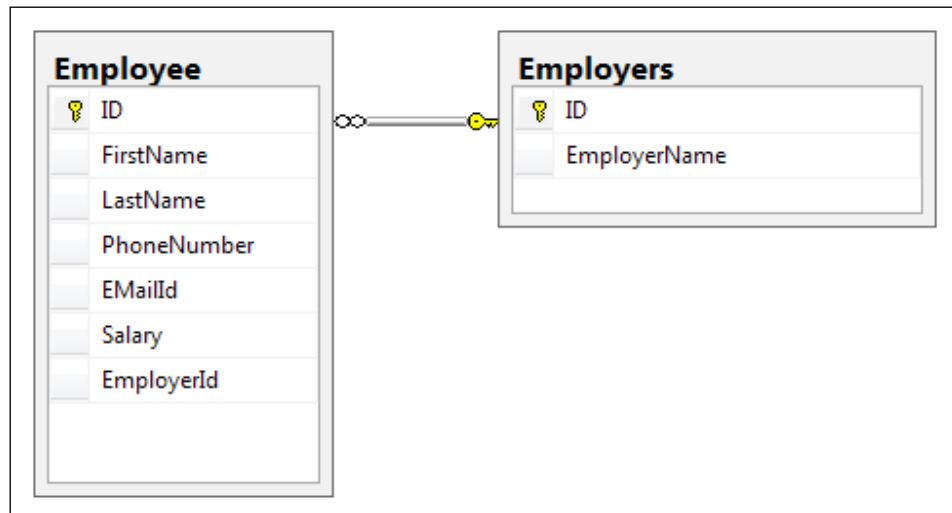 Employee
ID
FirstName
LastName
PhoneNumber
EMailId
Salary
EmployerId
Employers
ID
EmployerName